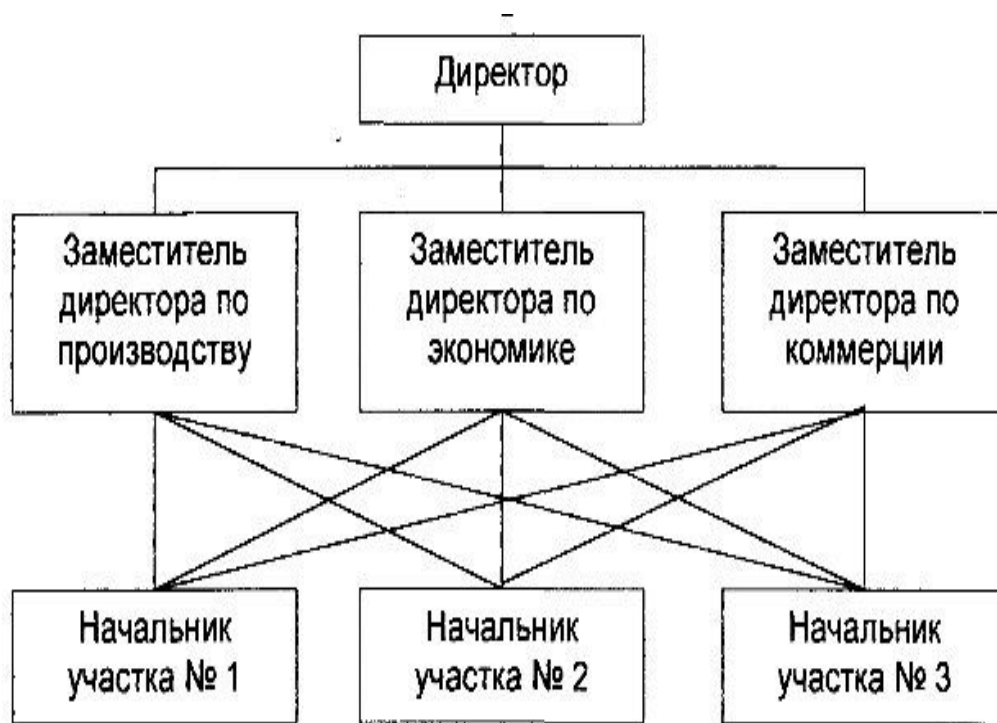 Директор
Заместитель
директора по
производству
Заместитель
директора по
экономике
Заместитель
директора по
коммерции
Начальник
участка № 1
Начальник
участка № 2
Начальник
участка № 3